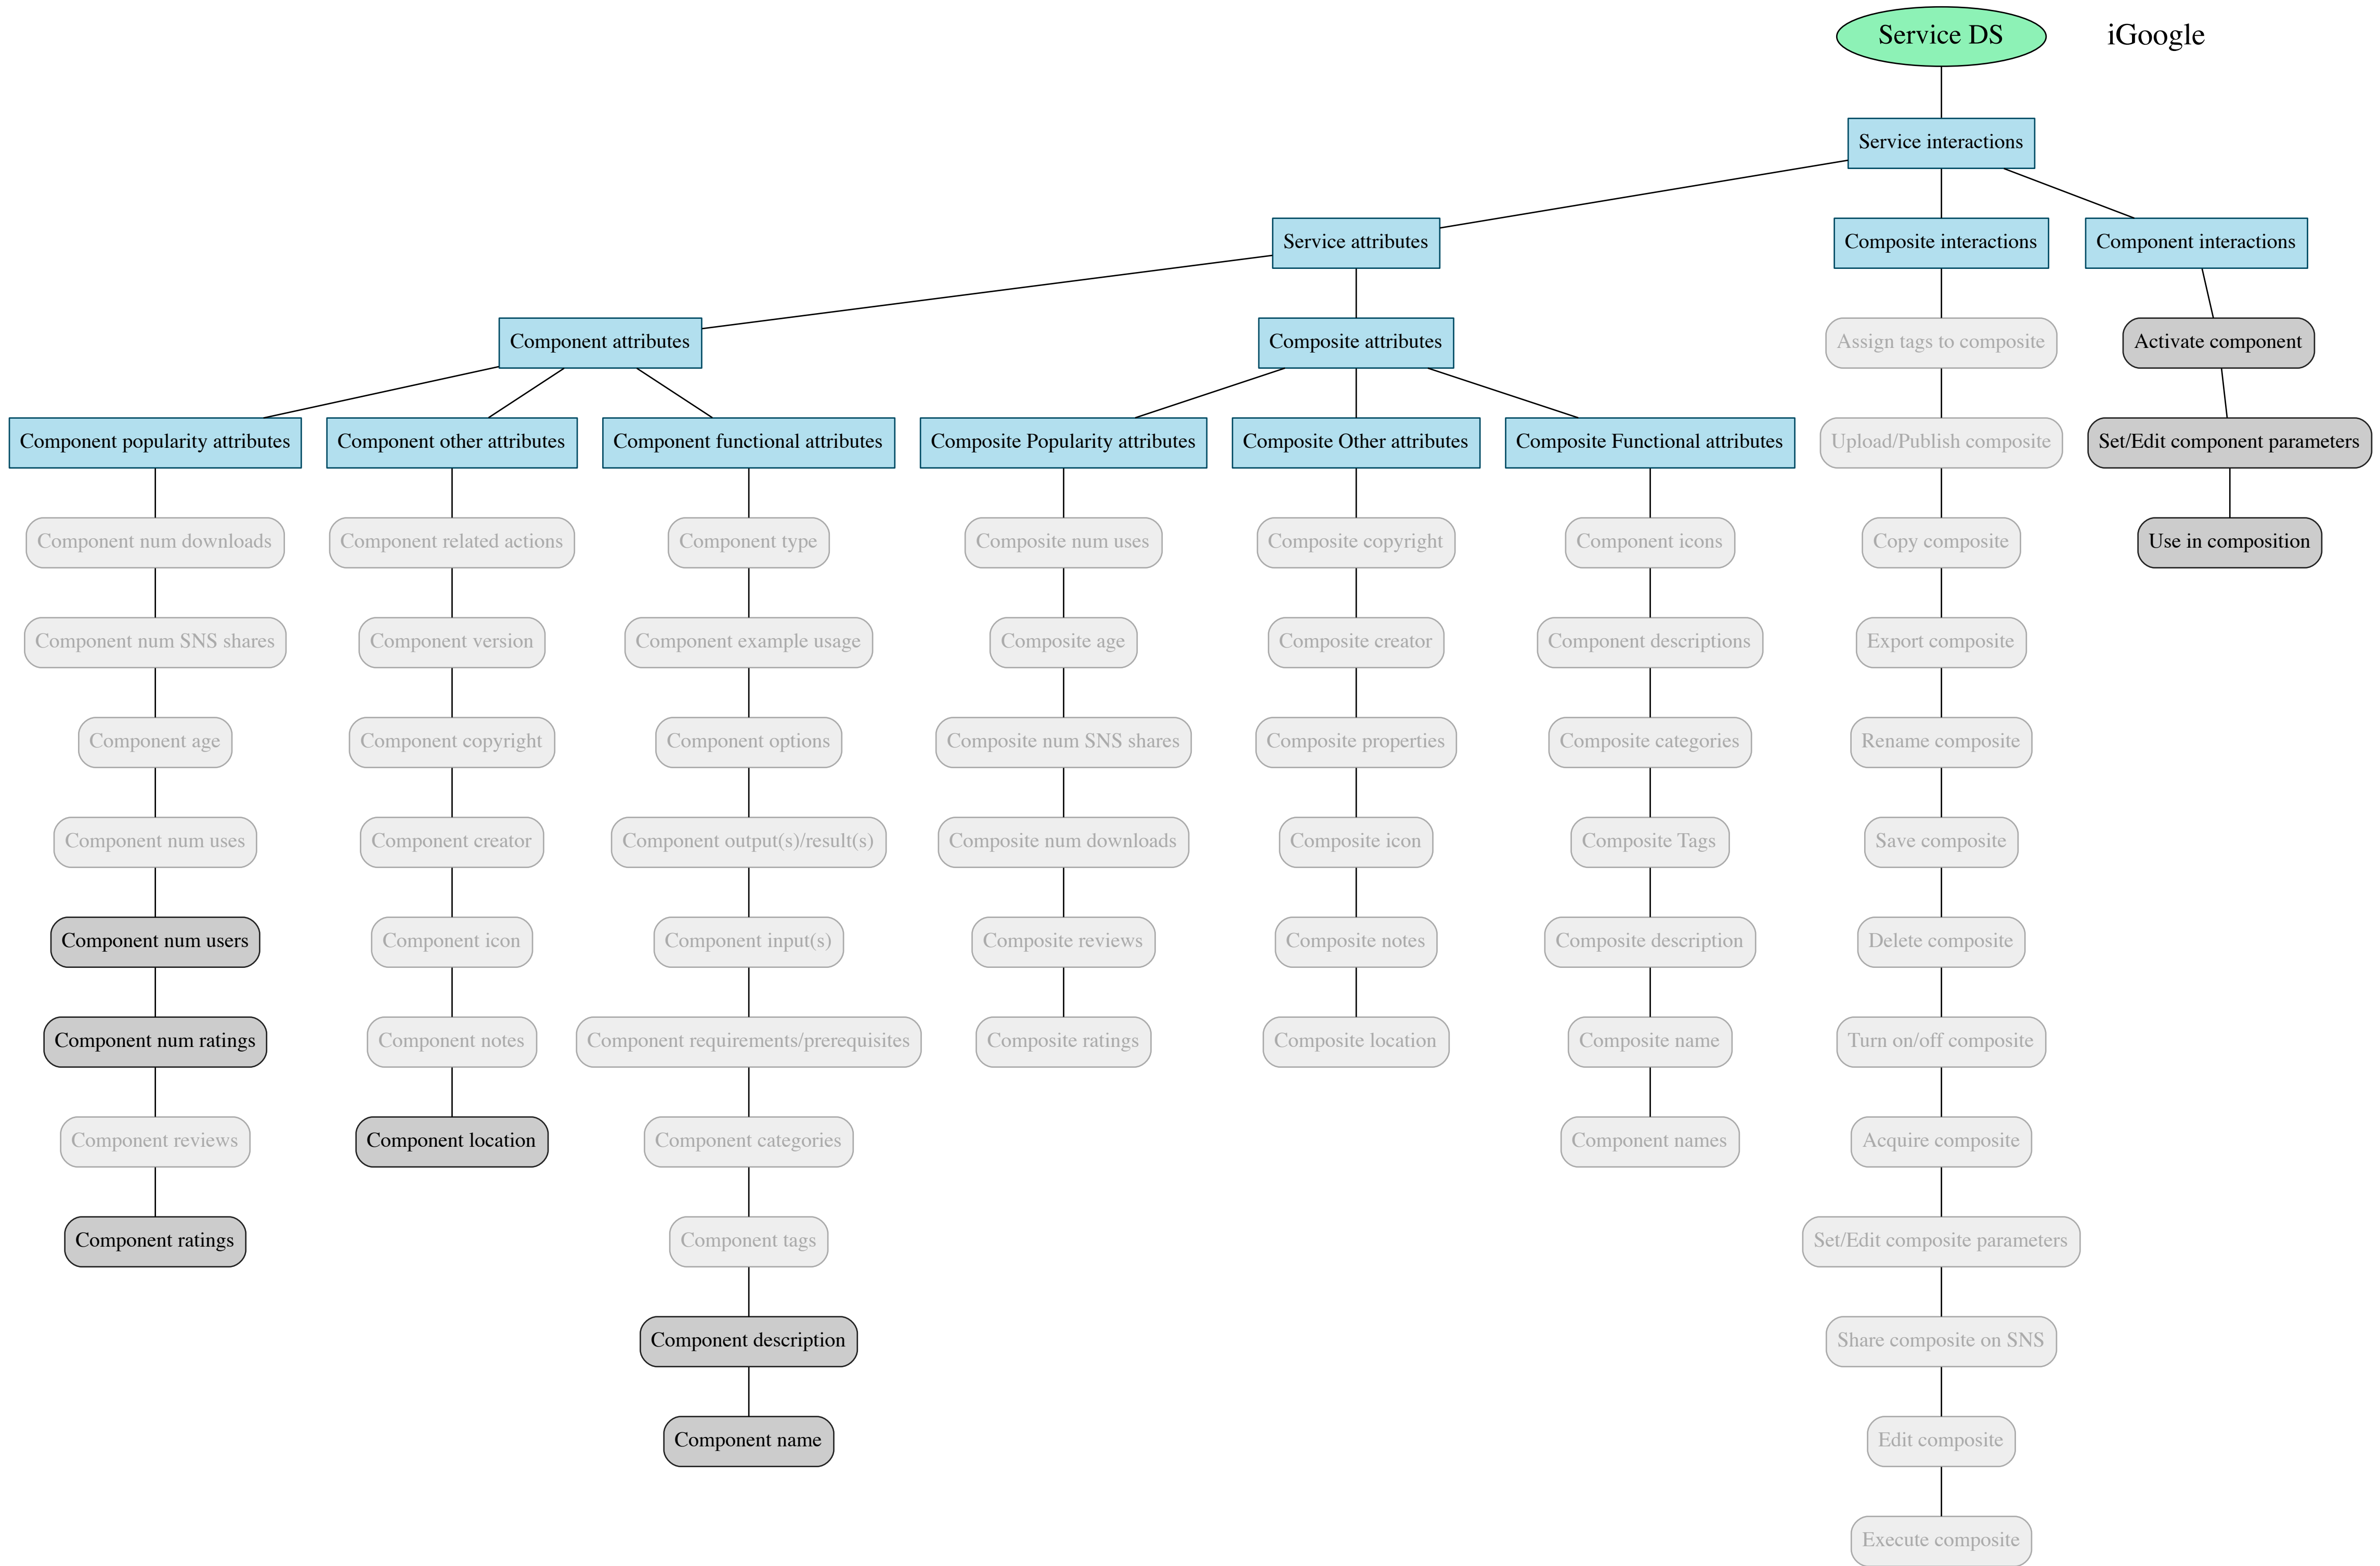 Service DS
iGoogle
Service interactions
Service attributes
Composite interactions
Component interactions
Component attributes
Composite attributes
Assign tags to composite
Activate component
Component popularity attributes
Component other attributes
Component functional attributes
Composite Popularity attributes
Composite Other attributes
Composite Functional attributes
Upload/Publish composite
Set/Edit component parameters
Component num downloads
Component related actions
Component type
Composite num uses
Composite copyright
Component icons
Copy composite
Use in composition
Component num SNS shares
Component version
Component example usage
Composite age
Composite creator
Component descriptions
Export composite
Component age
Component copyright
Component options
Composite num SNS shares
Composite properties
Composite categories
Rename composite
Component num uses
Component creator
Component output(s)/result(s)
Composite num downloads
Composite icon
Composite Tags
Save composite
Component num users
Component icon
Component input(s)
Composite reviews
Composite notes
Composite description
Delete composite
Component num ratings
Component notes
Component requirements/prerequisites
Composite ratings
Composite location
Composite name
Turn on/off composite
Component reviews
Component location
Component categories
Component names
Acquire composite
Component ratings
Component tags
Set/Edit composite parameters
Component description
Share composite on SNS
Component name
Edit composite
Execute composite